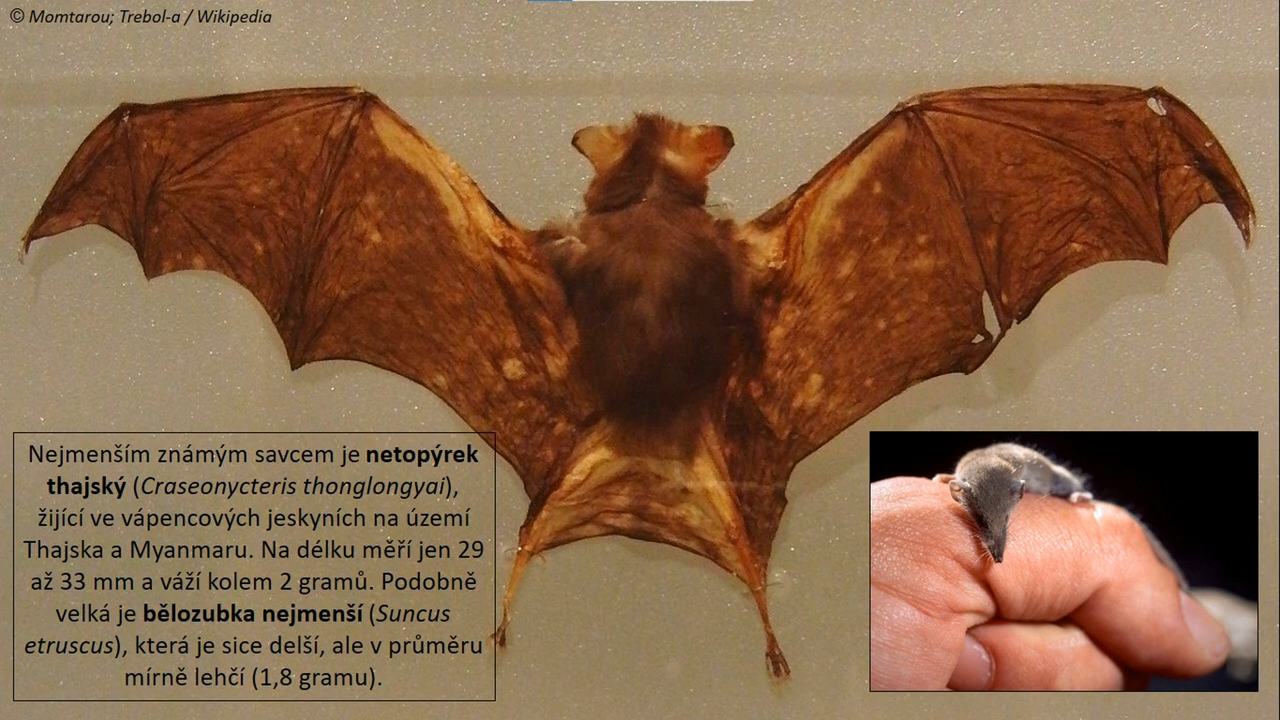 © Momtarou; Trebol-a / Wikipedia
Nejmenším známým savcem je netopýrek
thajský (Craseonycteris thonglongyai),
žijící ve vápencových jeskyních na území
Thajska a Myanmaru. Na délku měří jen 29
až 33 mm a váží kolem 2 gramů. Podobně
velká je bělozubka nejmenší (Suncus
etruscus), která je sice delší, ale v průměru
mírně lehčí (1,8 gramu).